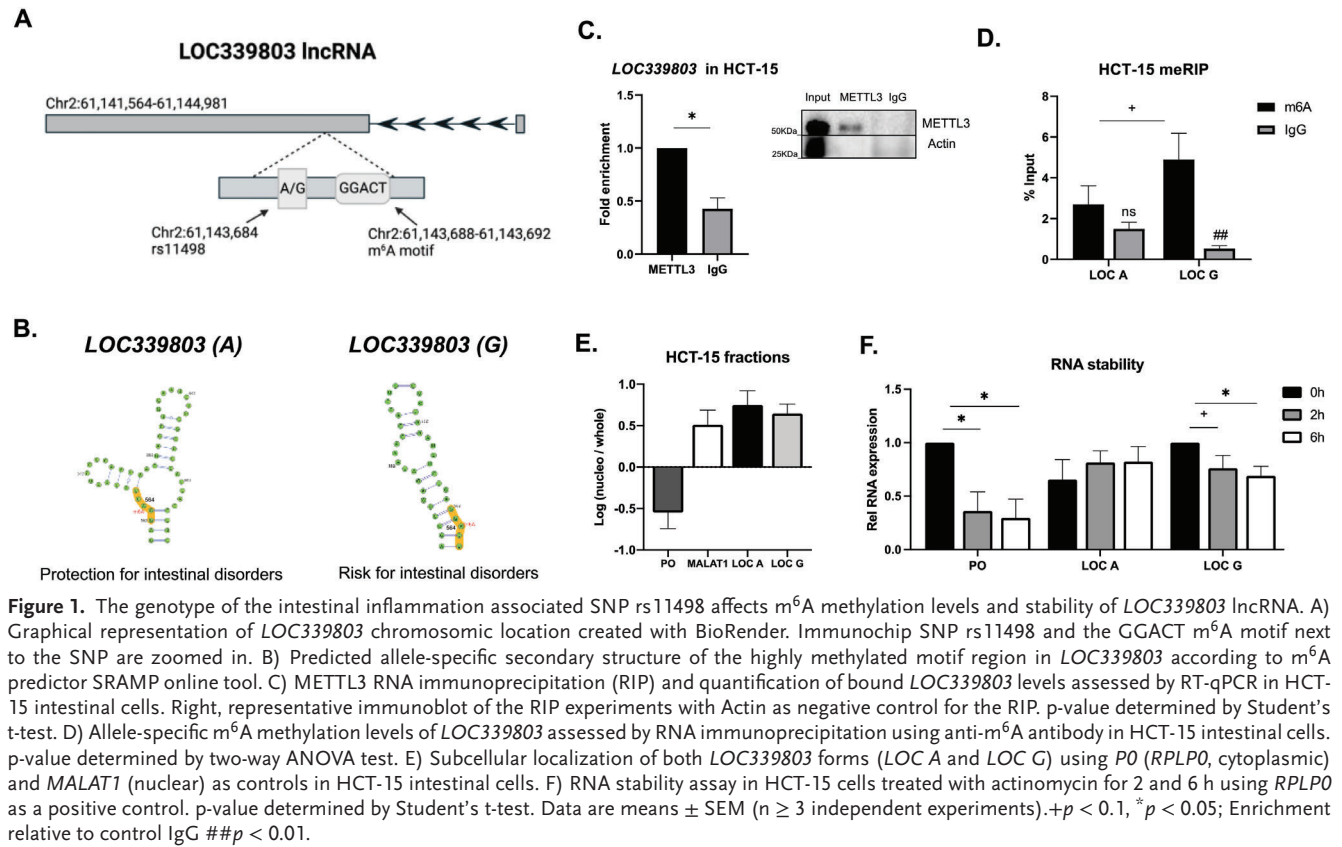 A
LOC339803 lncRNA
Chr2:61,141,564-61,144,981
A/G
GGACT
Chr2:61,143,684
rs11498
Chr2:61,143,688-61,143,692
m⁶A motif
B.
LOC339803 (A)
LOC339803 (G)
564
564
Protection for intestinal disorders
Risk for intestinal disorders
C.
LOC339803 in HCT-15
Fold enrichment
1.5
1.0
0.5
0.0
*
METTL3
IgG
Input METTL3 IgG
50KDa
25KDa
METTL3
Actin
D.
HCT-15 meRIP
% Input
8
6
4
2
0
+
ns
##
LOC A
LOC G
m6A
IgG
E.
HCT-15 fractions
Log (nucleo / whole)
1.0
0.5
0.0
-0.5
-1.0
PO MALAT1 LOC A LOC G
F.
RNA stability
Rel RNA expression
1.5
1.0
0.5
0.0
*
*
*
+
PO
LOC A
LOC G
0h
2h
6h
Figure 1. The genotype of the intestinal inflammation associated SNP rs11498 affects m⁶A methylation levels and stability of LOC339803 lncRNA. A)
Graphical representation of LOC339803 chromosomic location created with BioRender. Immunochip SNP rs11498 and the GGACT m⁶A motif next
to the SNP are zoomed in. B) Predicted allele-specific secondary structure of the highly methylated motif region in LOC339803 according to m⁶A
predictor SRAMP online tool. C) METTL3 RNA immunoprecipitation (RIP) and quantification of bound LOC339803 levels assessed by RT-qPCR in HCT-
15 intestinal cells. Right, representative immunoblot of the RIP experiments with Actin as negative control for the RIP. p-value determined by Student's
t-test. D) Allele-specific m⁶A methylation levels of LOC339803 assessed by RNA immunoprecipitation using anti-m⁶A antibody in HCT-15 intestinal cells.
p-value determined by two-way ANOVA test. E) Subcellular localization of both LOC339803 forms (LOC A and LOC G) using P0 (RPLP0, cytoplasmic)
and MALAT1 (nuclear) as controls in HCT-15 intestinal cells. F) RNA stability assay in HCT-15 cells treated with actinomycin for 2 and 6 h using RPLP0
as a positive control. p-value determined by Student's t-test. Data are means ± SEM (n ≥ 3 independent experiments).+p < 0.1, *p < 0.05; Enrichment
relative to control IgG ##p < 0.01.